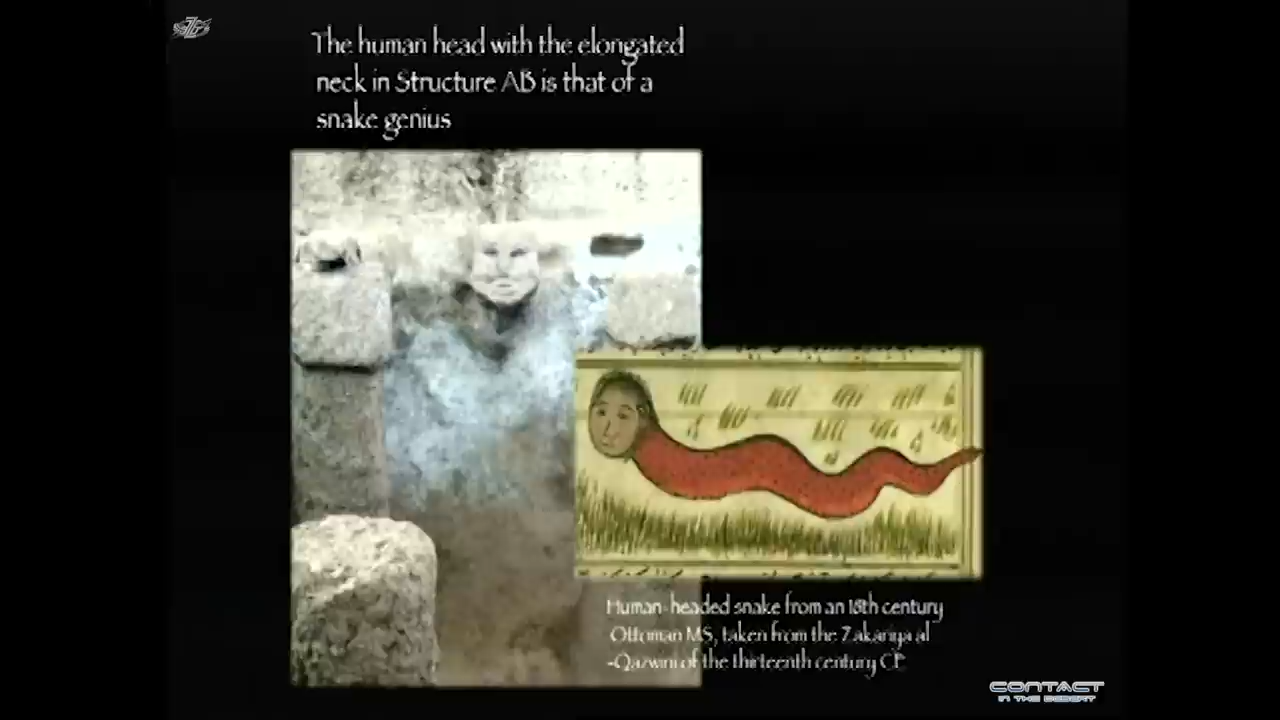 The human head with the elongated
neck in Structure AB is that of a
snake genius
Human-headed snake from an 18th century
Ottoman MS, taken from the Zakariya al
-Qazwini of the thirteenth century CE
CONTACT
IN THE DESERT